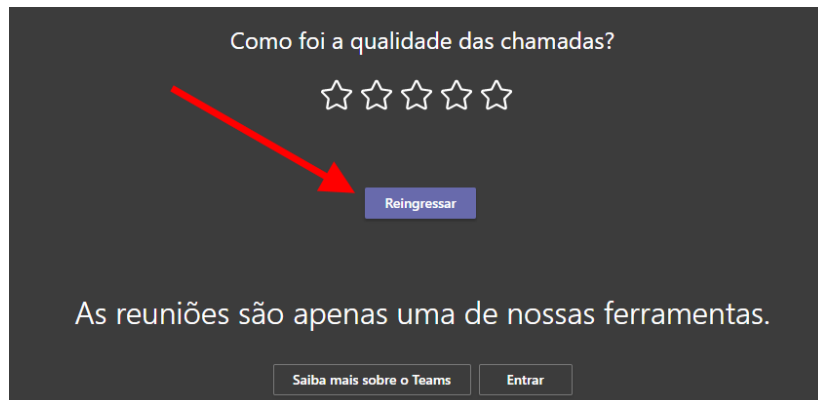 Como foi a qualidade das chamadas?
Reingressar
As reuniões são apenas uma de nossas ferramentas.
Saiba mais sobre o Teams
Entrar